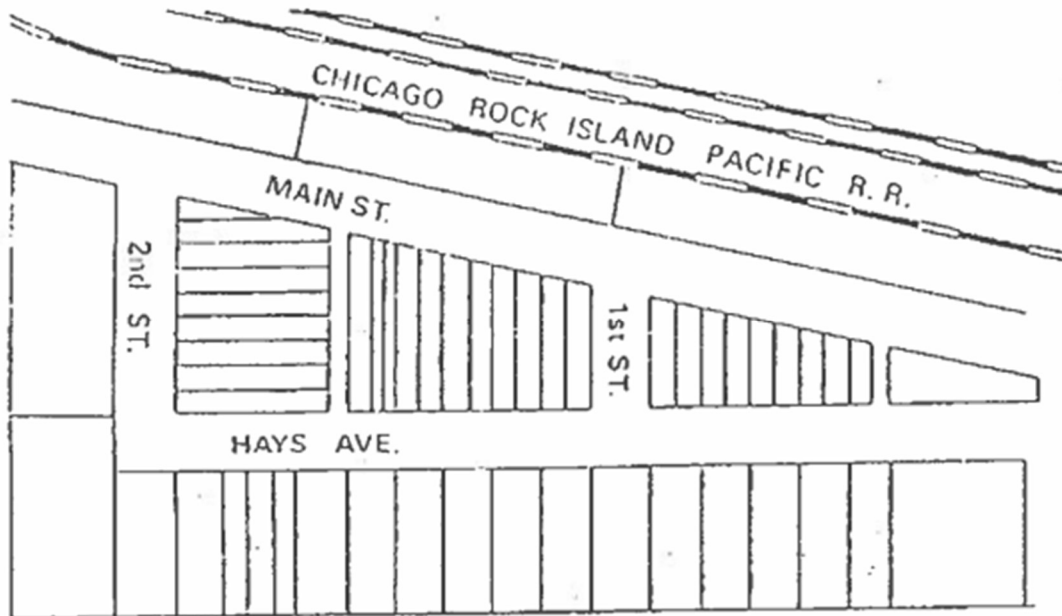 CHICAGO ROCK ISLAND PACIFIC R.R.
MAIN ST.
2nd ST.
1st ST.
HAYS AVE.